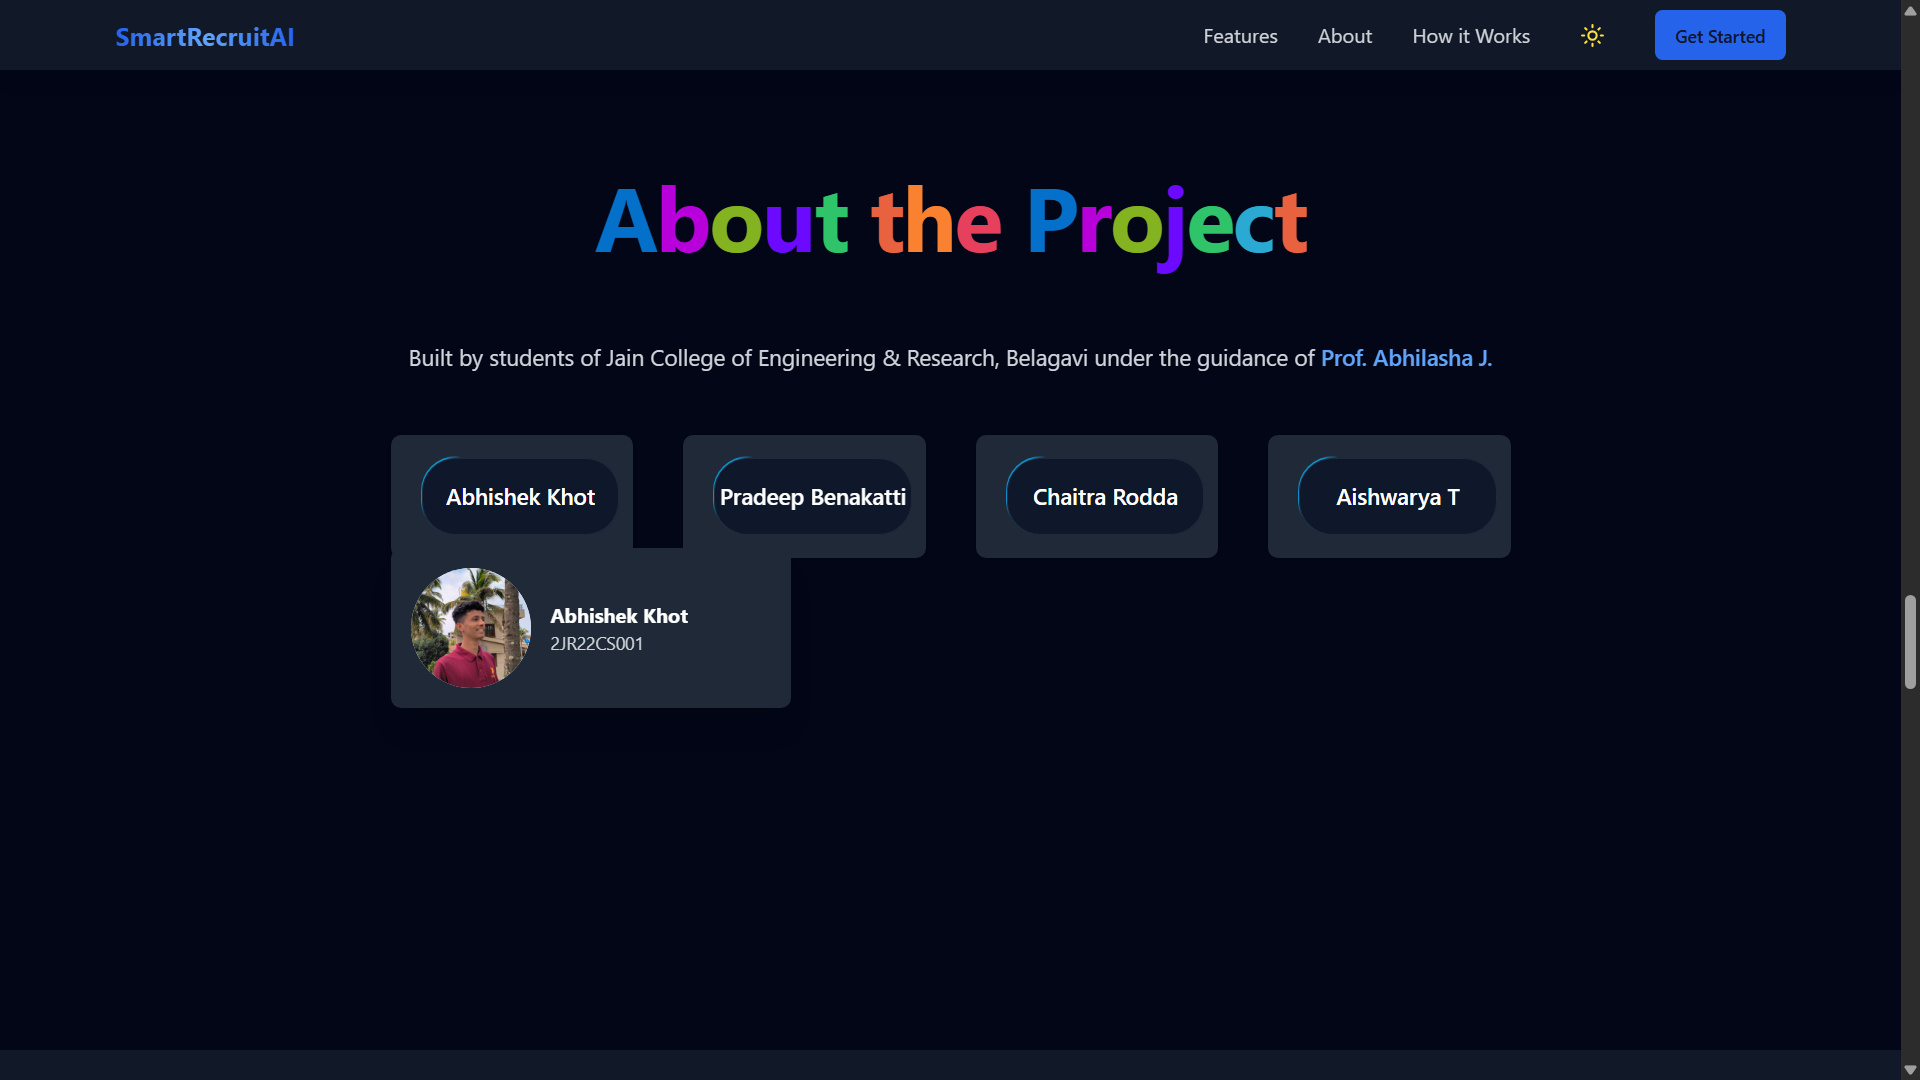 SmartRecruitAI
Features
About
How it Works
Get Started
About the Project
Built by students of Jain College of Engineering & Research, Belagavi under the guidance of Prof. Abhilasha J.
Abhishek Khot
Pradeep Benakatti
Chaitra Rodda
Aishwarya T
Abhishek Khot
2JR22CS001